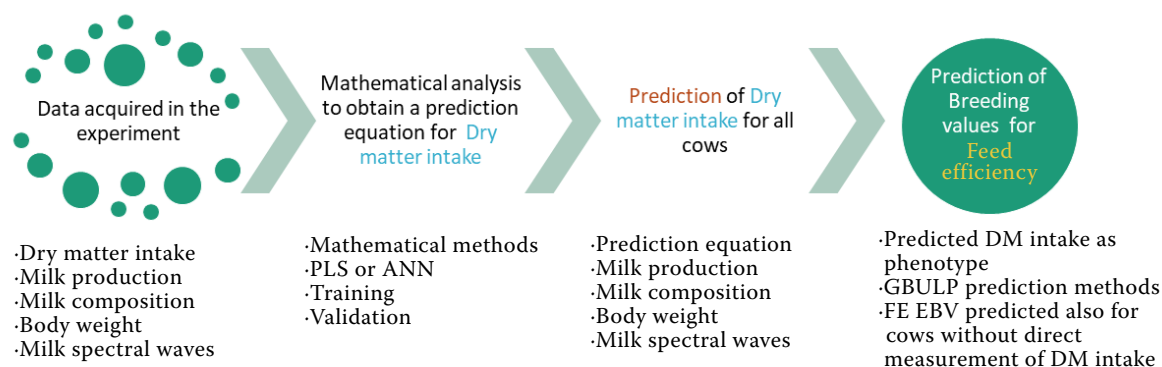 Data acquired in the
experiment
Mathematical analysis
to obtain a prediction
equation for Dry
matter intake
Prediction of Dry
matter intake for all
cows
Prediction of
Breeding
values for
Feed
efficiency
·Dry matter intake
·Milk production
·Milk composition
·Body weight
·Milk spectral waves
·Mathematical methods
·PLS or ANN
·Training
·Validation
·Prediction equation
·Milk production
·Milk composition
·Body weight
·Milk spectral waves
·Predicted DM intake as
phenotype
·GBULP prediction methods
·FE EBV predicted also for
cows without direct
measurement of DM intake